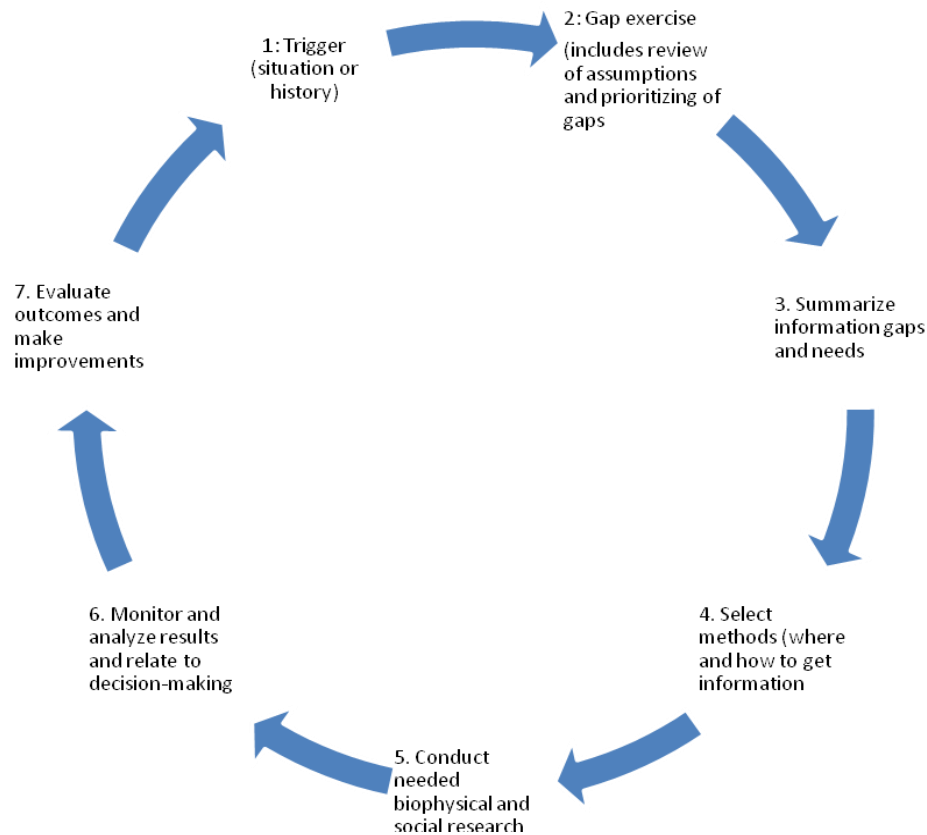 1: Trigger
(situation or
history)
2: Gap exercise
(includes review
of assumptions
and prioritizing of
gaps
3. Summarize
information gaps
and needs
4. Select
methods (where
and how to get
information
5. Conduct
needed
biophysical and
social research
6. Monitor and
analyze results
and relate to
decision-making
7. Evaluate
outcomes and
make
improvements